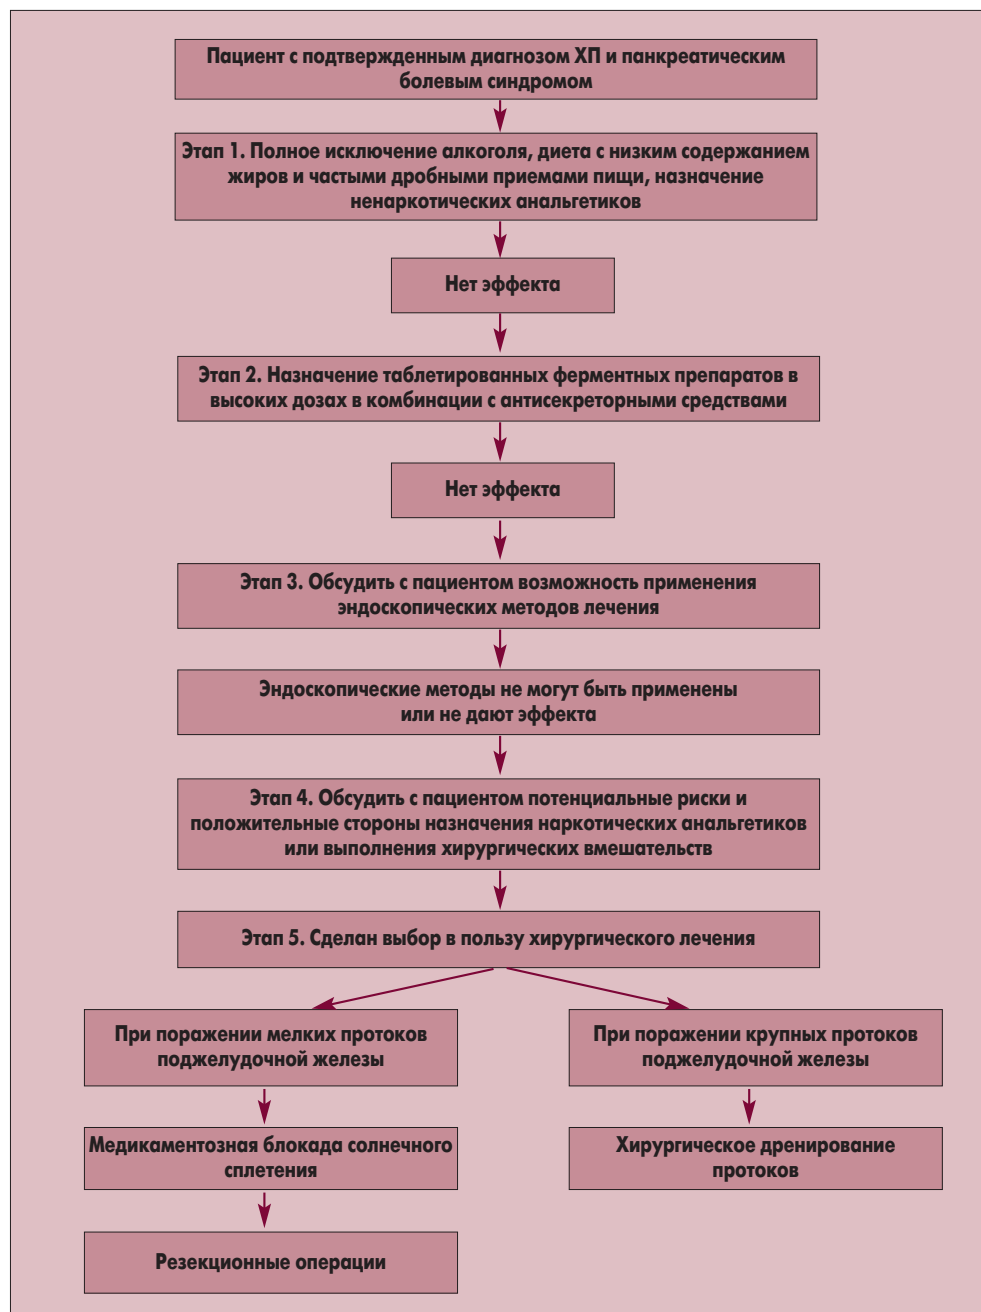 Пациент с подтвержденным диагнозом ХП и панкреатическим
болевым синдромом
Этап 1. Полное исключение алкоголя, диета с низким содержанием
жиров и частыми дробными приемами пищи, назначение
ненаркотических анальгетиков
Нет эффекта
Этап 2. Назначение таблетированных ферментных препаратов в
высоких дозах в комбинации с антисекреторными средствами
Нет эффекта
Этап 3. Обсудить с пациентом возможность применения
эндоскопических методов лечения
Эндоскопические методы не могут быть применены
или не дают эффекта
Этап 4. Обсудить с пациентом потенциальные риски и
положительные стороны назначения наркотических анальгетиков
или выполнения хирургических вмешательств
Этап 5. Сделан выбор в пользу хирургического лечения
При поражении мелких протоков
поджелудочной железы
При поражении крупных протоков
поджелудочной железы
Медикаментозная блокада солнечного
сплетения
Хирургическое дренирование
протоков
Резекционные операции